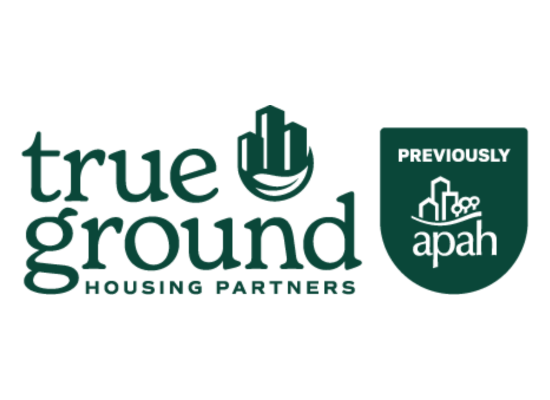 true
ground
HOUSING PARTNERS
PREVIOUSLY
apah